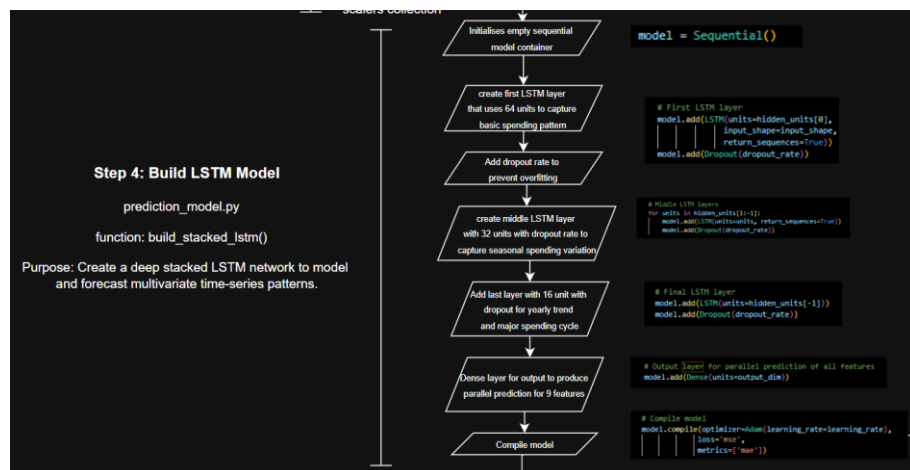 scalers collection
Initialises empty sequential
model container
model = Sequential()
create first LSTM layer
that uses 64 units to capture
basic spending pattern
# First LSTM layer
model.add(LSTM(units=hidden_units[0],
input_shape=input_shape,
return_sequences=True))
model.add(Dropout(dropout_rate))
Step 4: Build LSTM Model
prediction_model.py
function: build_stacked_lstm()
Purpose: Create a deep stacked LSTM network to model
and forecast multivariate time-series patterns.
Add dropout rate to
prevent overfitting
create middle LSTM layer
with 32 units with dropout rate to
capture seasonal spending variation
# Middle LSTM layers
for units in hidden_units[1:-1]:
model.add(LSTM(units=units, return_sequences=True))
model.add(Dropout(dropout_rate))
Add last layer with 16 unit with
dropout for yearly trend
and major spending cycle
# Final LSTM layer
model.add(LSTM(units=hidden_units[-1]))
model.add(Dropout(dropout_rate))
Dense layer for output to produce
parallel prediction for 9 features
# Output layer for parallel prediction of all features
model.add(Dense(units=output_dim))
Compile model
# Compile model
model.compile(optimizer=Adam(learning_rate=learning_rate),
loss='mse',
metrics=['mae'])